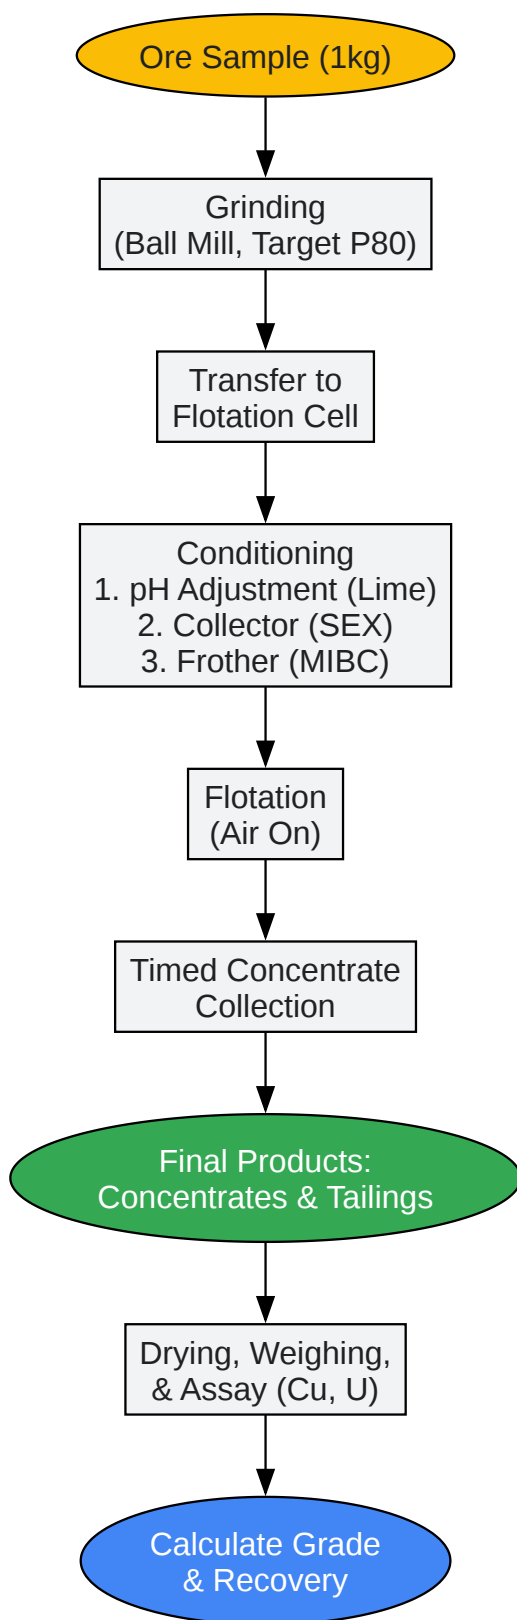 Ore Sample (1kg)
Grinding
(Ball Mill, Target P80)
Transfer to
Flotation Cell
Conditioning
1. pH Adjustment (Lime)
2. Collector (SEX)
3. Frother (MIBC)
Flotation
(Air On)
Timed Concentrate
Collection
Final Products:
Concentrates & Tailings
Drying, Weighing,
& Assay (Cu, U)
Calculate Grade
& Recovery